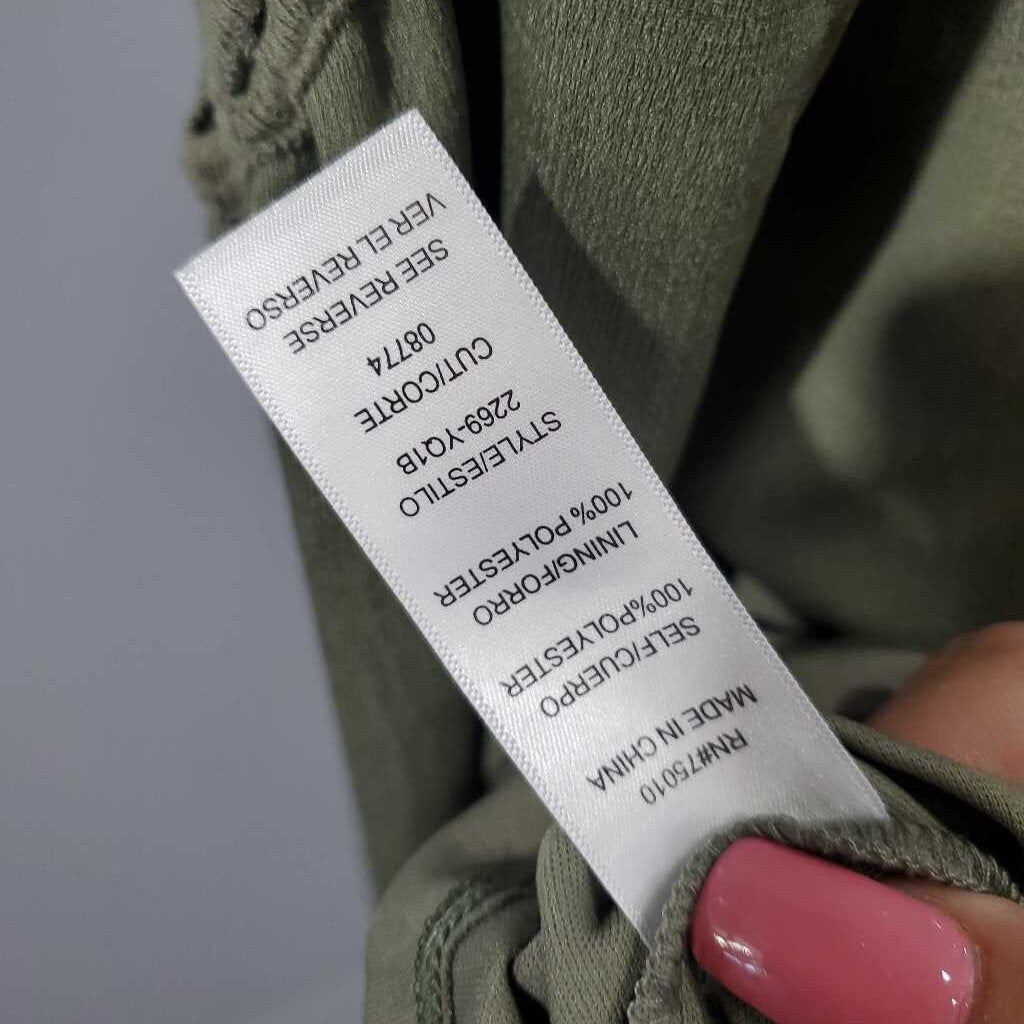 RN#75010
MADE IN CHINA
SELF/CUERPO
100%POLYESTER
LINING/FORRO
100% POLYESTER
STYLE/ESTILO
2269-YQ1B
CUT/CORTE
08774
SEE REVERSE
VER EL REVERSO